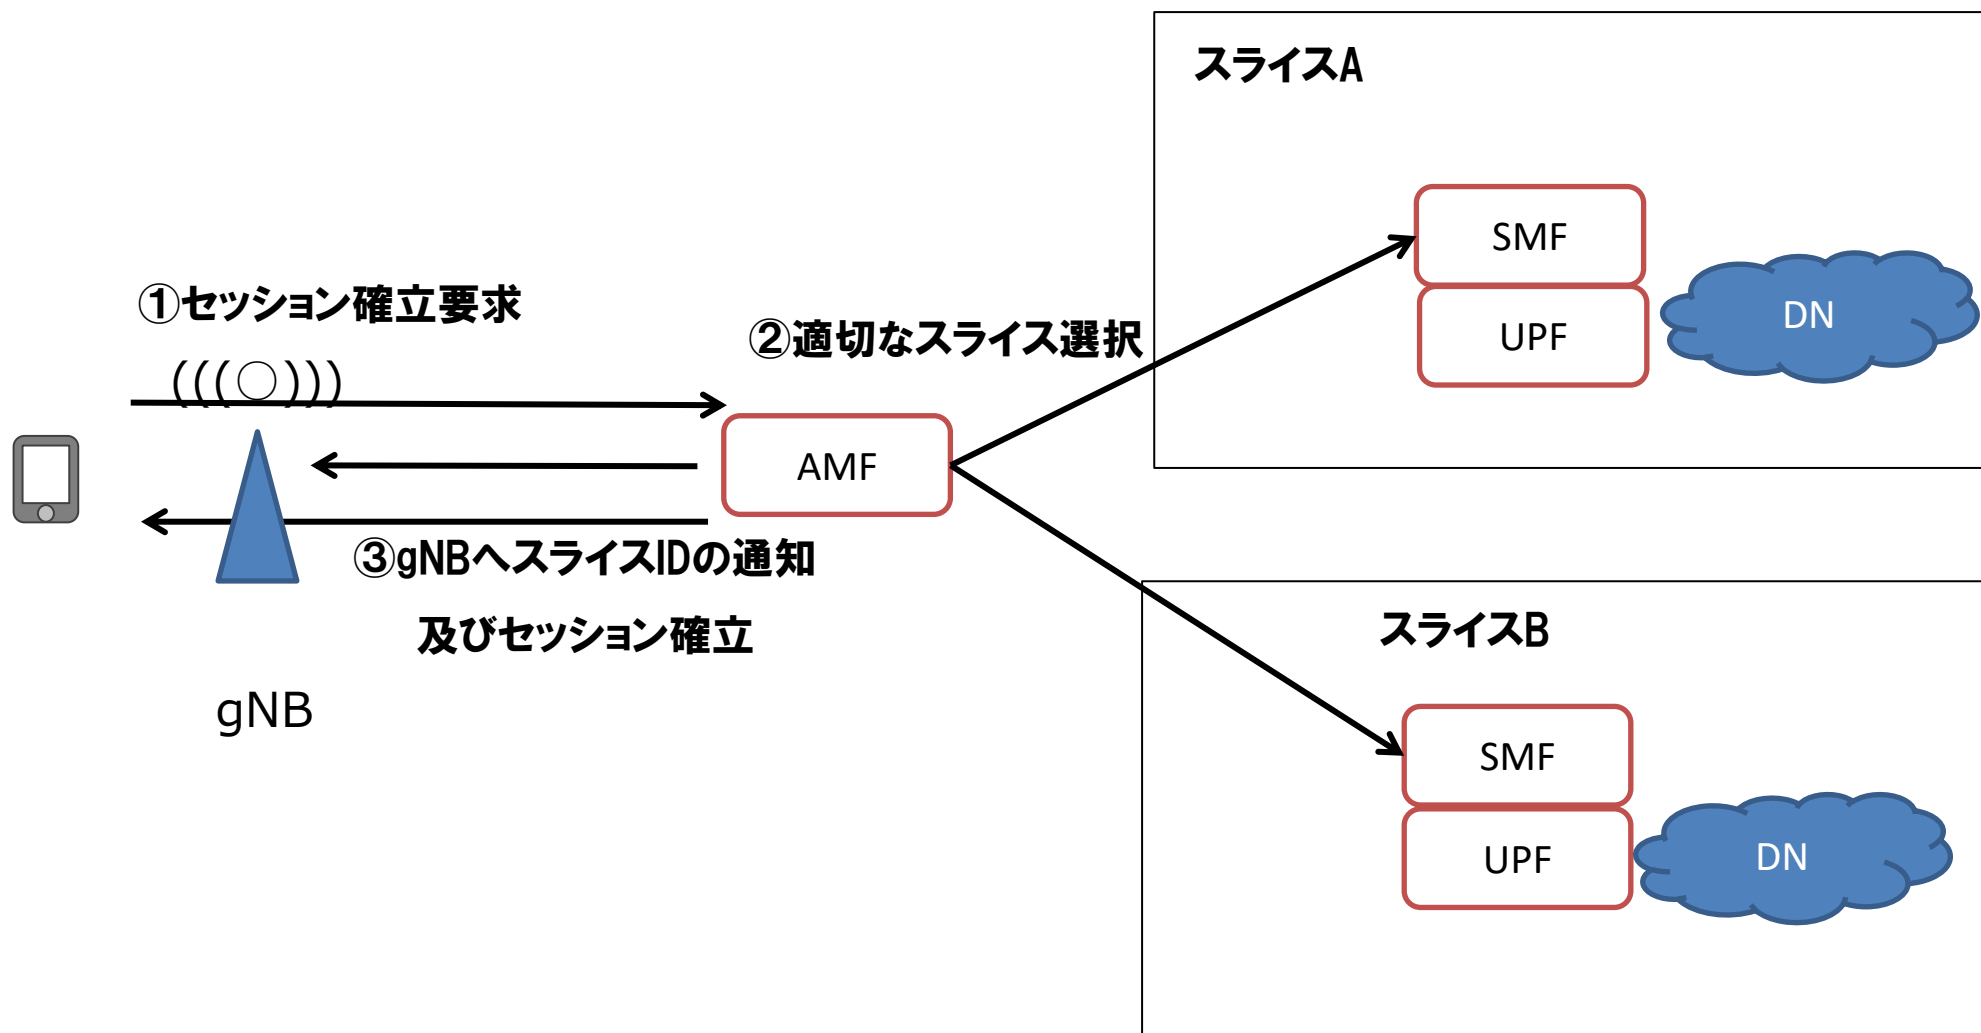 スライスA
SMF
UPF
DN
①セッション確立要求
②適切なスライス選択
(((○)))
AMF
③gNBへスライスIDの通知
及びセッション確立
gNB
スライスB
SMF
UPF
DN